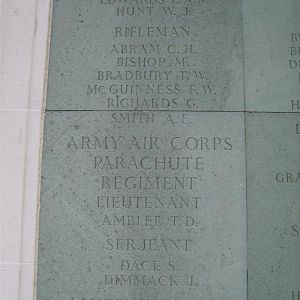 HUNT W. J.
RIFLEMAN
ABRAM C. H.
BISHOP M.
BRADBURY T. W.
McGUINNESS F. W.
RICHARDS G.
SMITH A. E.
ARMY AIR CORPS
PARACHUTE
REGIMENT
LIEUTENANT
AMBLER T. D.
SERJEANT
DACE S.
DIMMACK J.